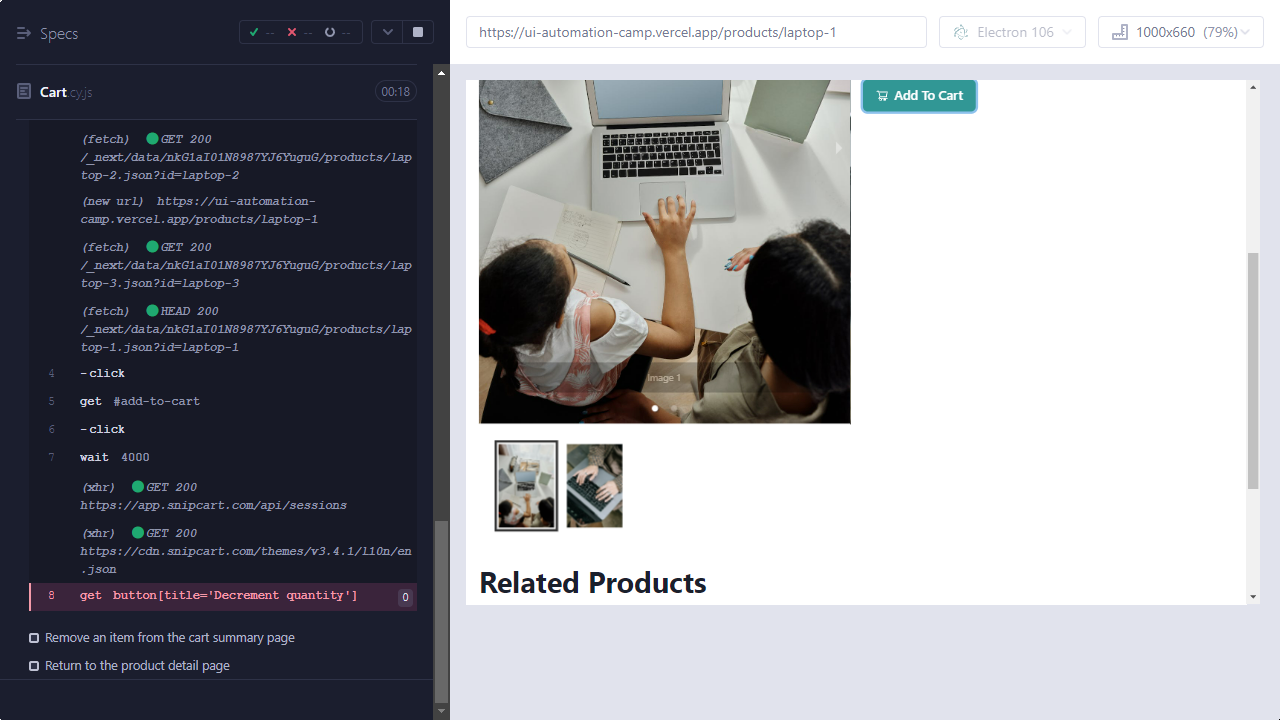 Specs
--
--
--
Cart.cy.js
00:18
(fetch) GET 200
/_next/data/nkG1aI01N8987YJ6YuguG/products/lap
top-2.json?id=laptop-2
(new url) https://ui-automation-
camp.vercel.app/products/laptop-1
(fetch) GET 200
/_next/data/nkG1aI01N8987YJ6YuguG/products/lap
top-3.json?id=laptop-3
(fetch) HEAD 200
/_next/data/nkG1aI01N8987YJ6YuguG/products/lap
top-1.json?id=laptop-1
4 -click
5 get #add-to-cart
6 -click
7 wait 4000
(xhr) GET 200
https://app.snipcart.com/api/sessions
(xhr) GET 200
https://cdn.snipcart.com/themes/v3.4.1/l10n/en
.json
8 get button[title='Decrement quantity'] 0
Remove an item from the cart summary page
Return to the product detail page
https://ui-automation-camp.vercel.app/products/laptop-1
Electron 106
1000x660 (79%)
Add To Cart
Image 1
Related Products